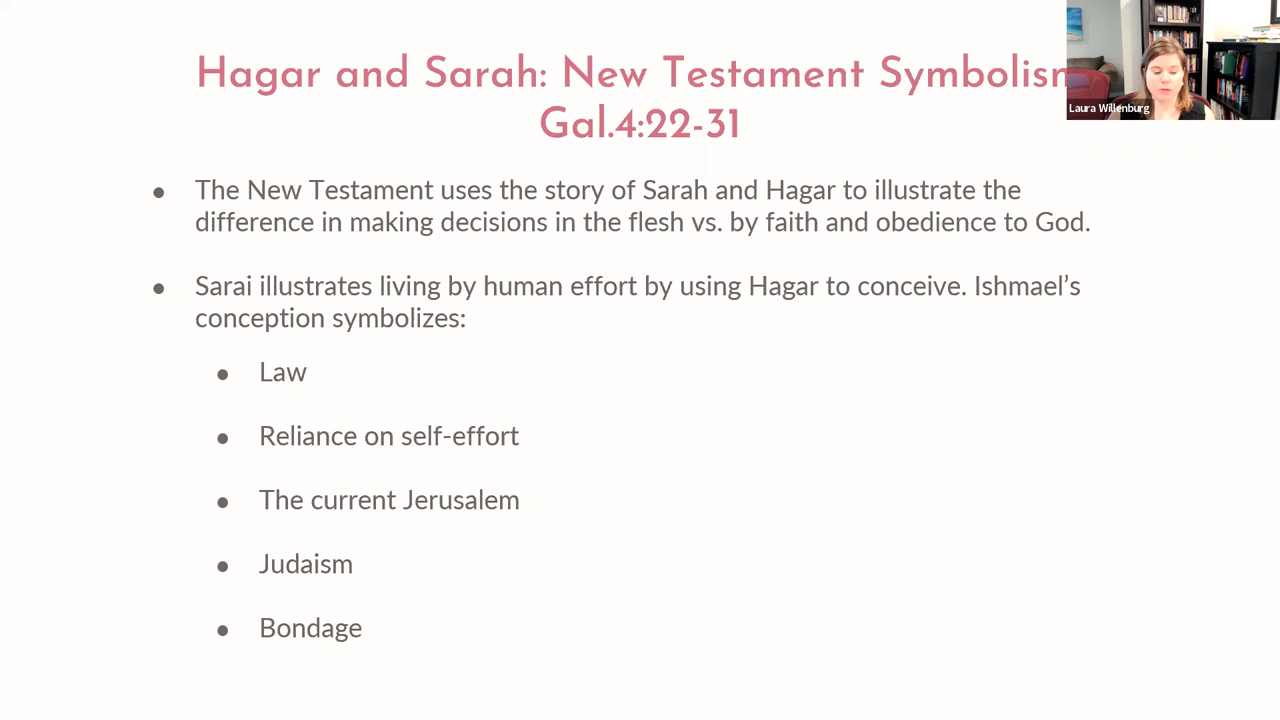 Hagar and Sarah: New Testament Symbolism
Gal.4:22-31
Laura Willenburg
● The New Testament uses the story of Sarah and Hagar to illustrate the
difference in making decisions in the flesh vs. by faith and obedience to God.
● Sarai illustrates living by human effort by using Hagar to conceive. Ishmael’s
conception symbolizes:
● Law
● Reliance on self-effort
● The current Jerusalem
● Judaism
● Bondage